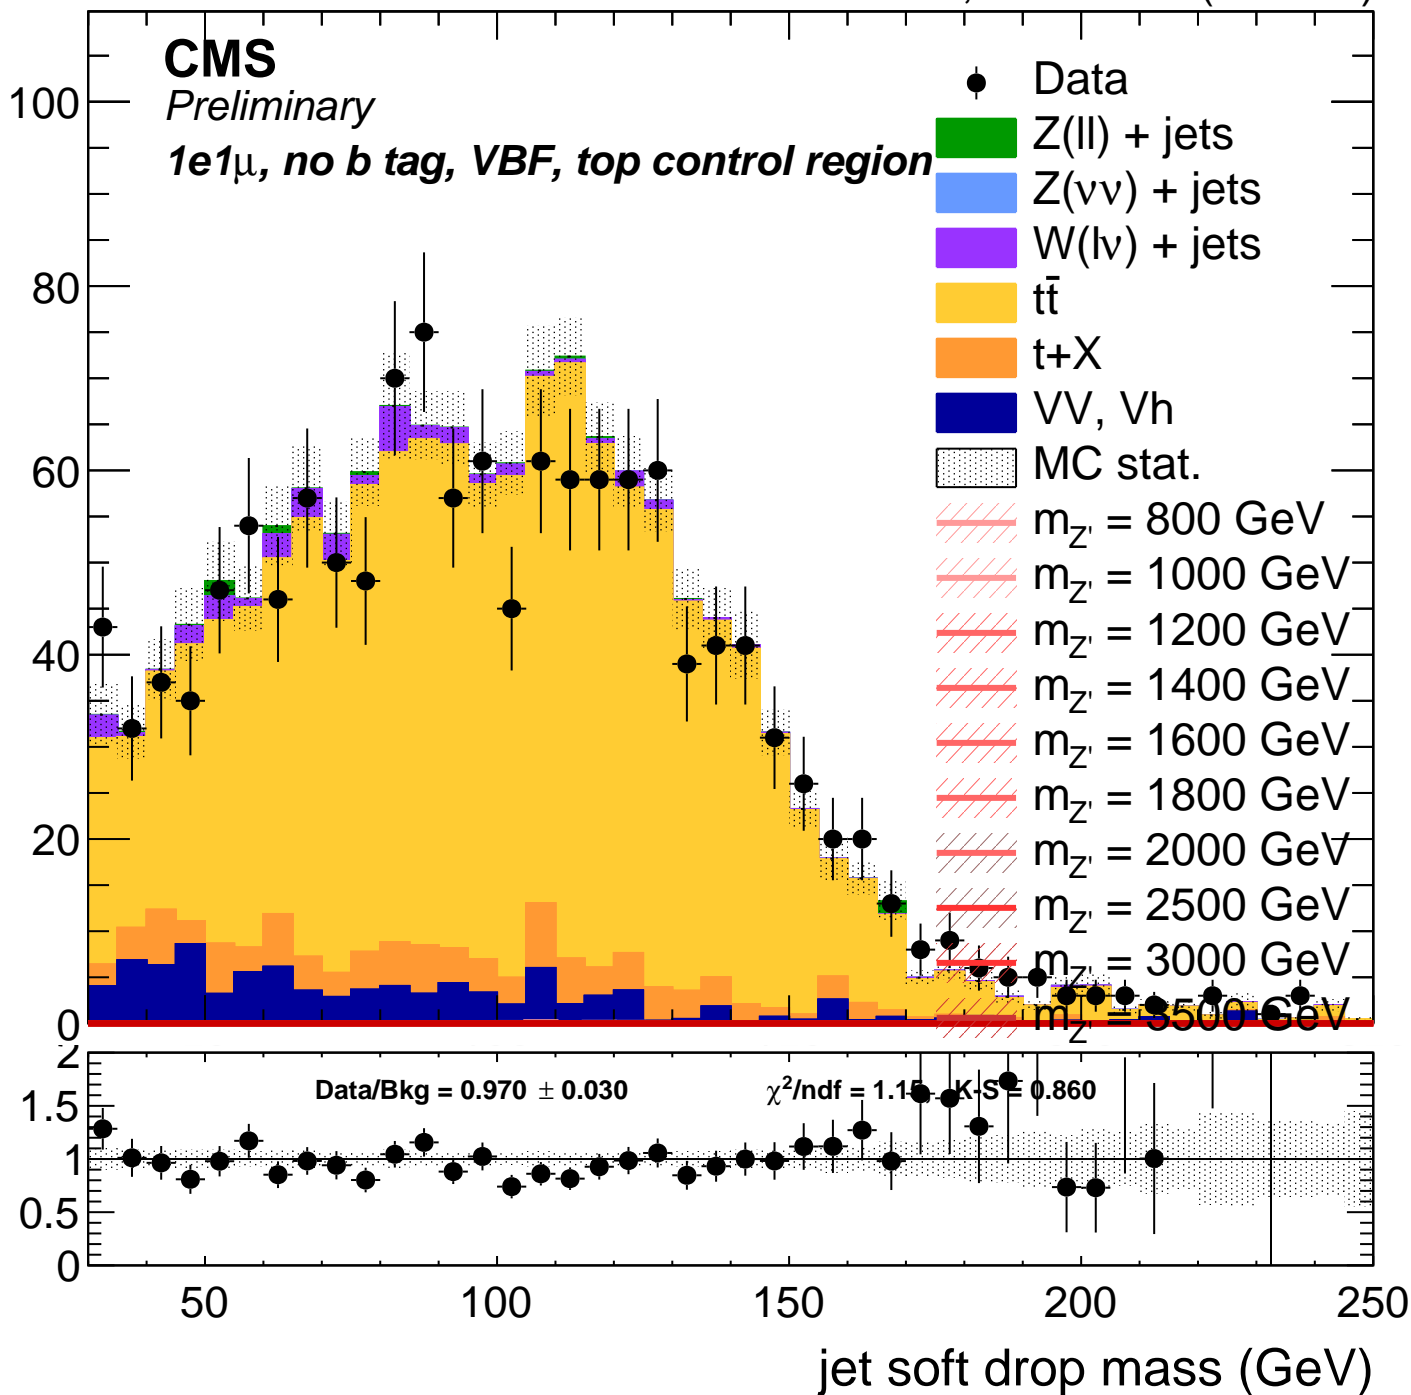 CMS
Preliminary
1e1μ, no b tag, VBF, top control region
Data
Z(ll) + jets
Z(νν) + jets
W(lν) + jets
tt̄
t+X
VV, Vh
MC stat.
m_Z' = 800 GeV
m_Z' = 1000 GeV
m_Z' = 1200 GeV
m_Z' = 1400 GeV
m_Z' = 1600 GeV
m_Z' = 1800 GeV
m_Z' = 2000 GeV
m_Z' = 2500 GeV
m_Z' = 3000 GeV
m_Z' = 3500 GeV
100
80
60
40
20
0
Data/Bkg = 0.970 ± 0.030 χ²/ndf = 1.15, K-S = 0.860
2
1.5
1
0.5
0
50 100 150 200 250
jet soft drop mass (GeV)